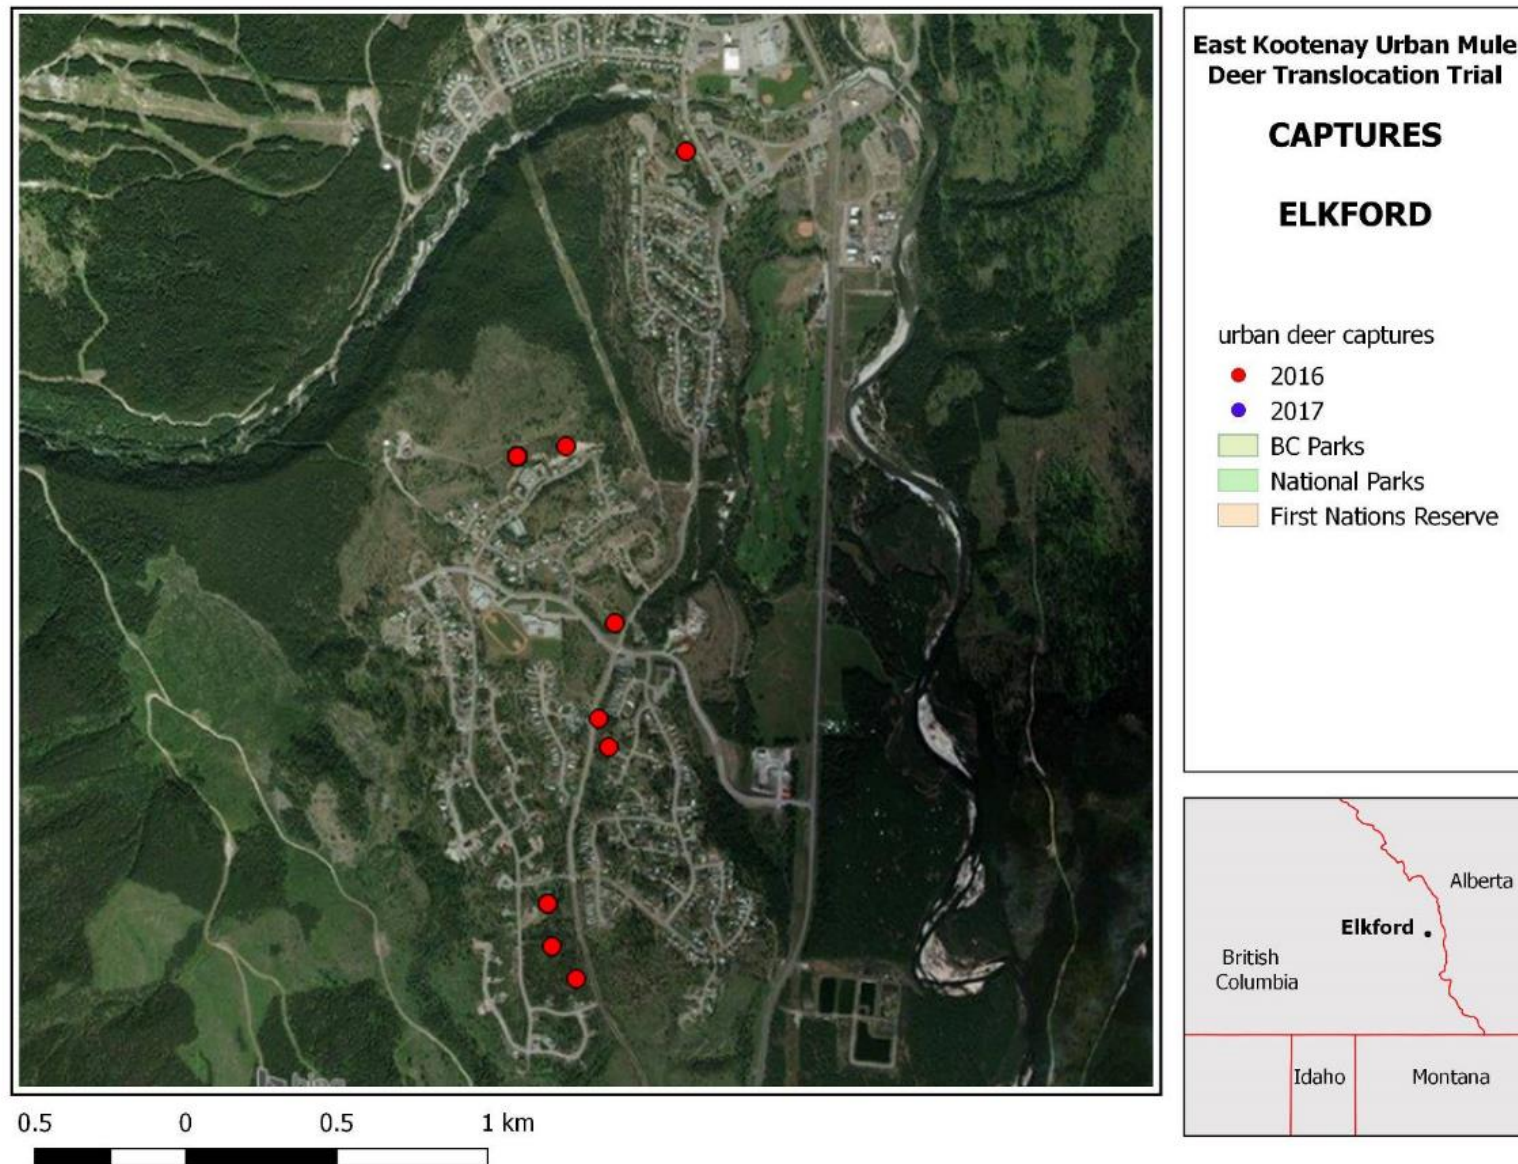 East Kootenay Urban Mule
Deer Translocation Trial
CAPTURES
ELKFORD
urban deer captures
2016
2017
BC Parks
National Parks
First Nations Reserve
Alberta
Elkford
British
Columbia
Idaho
Montana
0.5 0 0.5 1 km